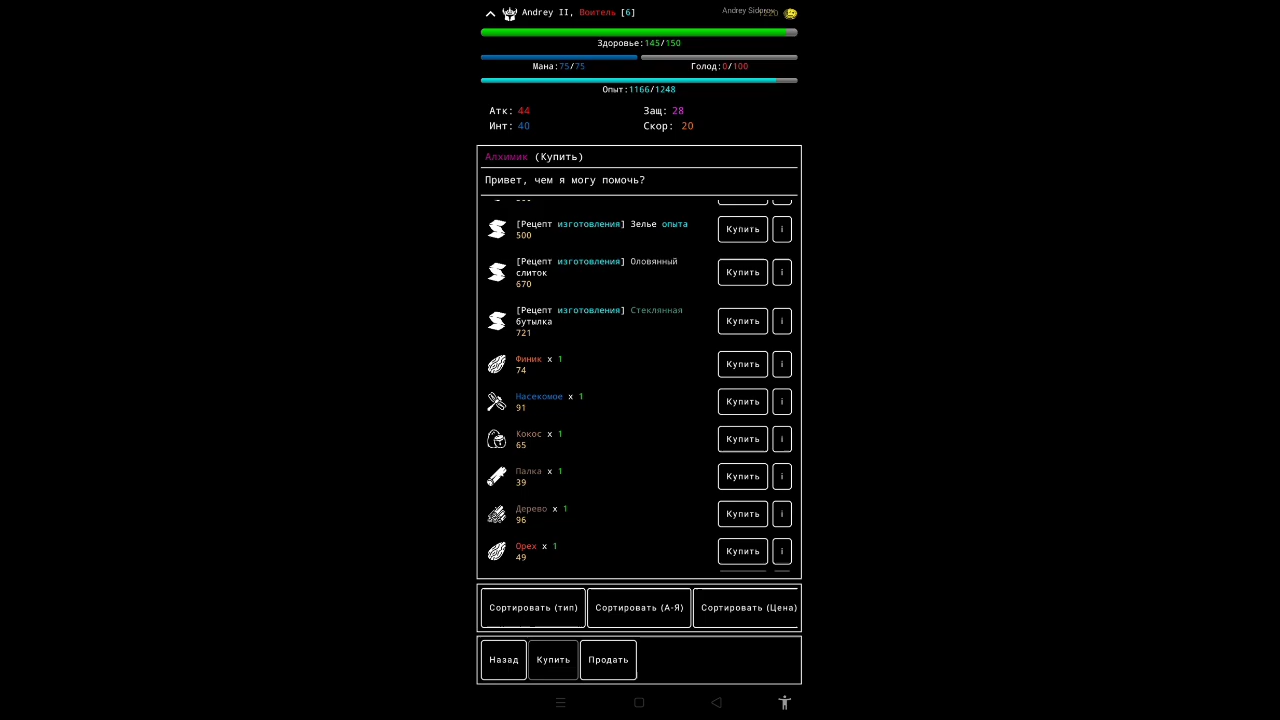 Andrey II, Воитель [6]
Andrey Sidorov
Здоровье:145/150
Мана:75/75
Голод:0/100
Опыт:1166/1248
Атк: 44
Защ: 28
Инт: 40
Скор: 20
Алхимик (Купить)
Привет, чем я могу помочь?
[Рецепт изготовления] Зелье опыта
500
Купить
i
[Рецепт изготовления] Оловянный
слиток
670
Купить
i
[Рецепт изготовления] Стеклянная
бутылка
721
Купить
i
Финик x 1
74
Купить
i
Насекомое x 1
91
Купить
i
Кокос x 1
65
Купить
i
Палка x 1
39
Купить
i
Дерево x 1
96
Купить
i
Орех x 1
49
Купить
i
Сортировать (тип)
Сортировать (А-Я)
Сортировать (Цена)
Назад
Купить
Продать